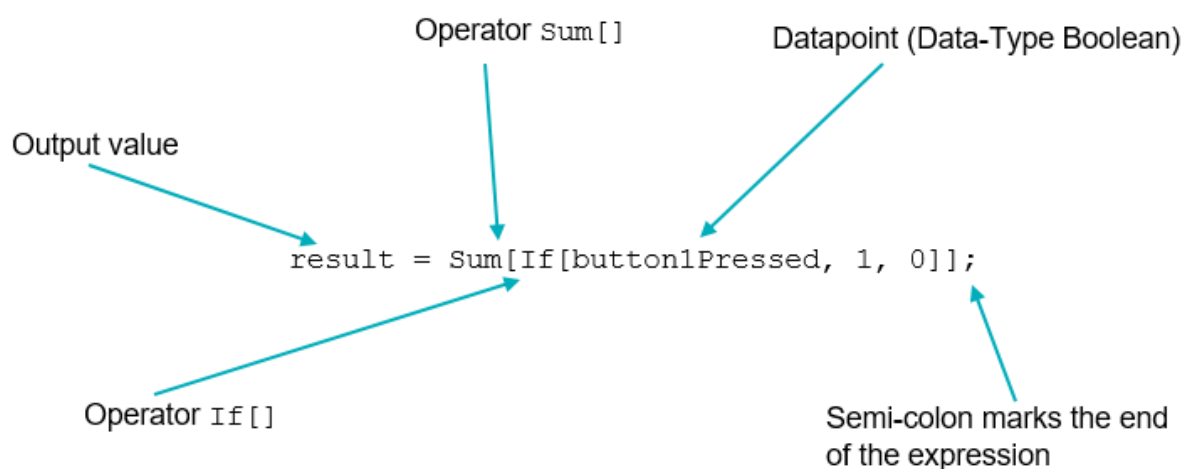 Operator Sum[]
Datapoint (Data-Type Boolean)
Output value
result = Sum[If[button1Pressed, 1, 0]];
Operator If[]
Semi-colon marks the end
of the expression